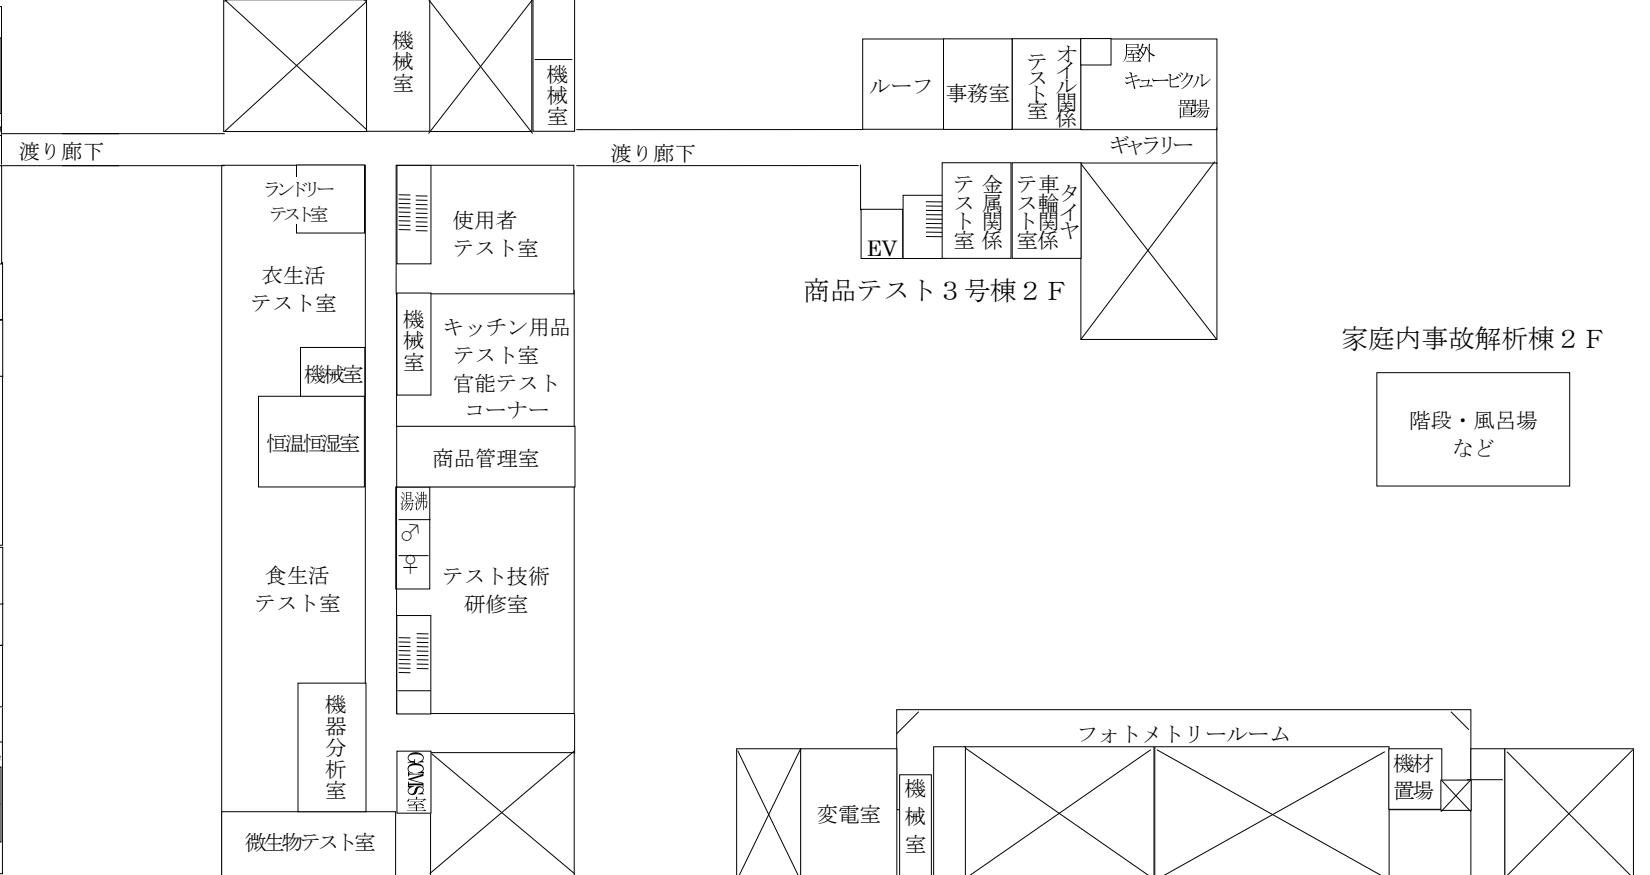 機械室
機械室
渡り廊下
渡り廊下
ルーフ
事務室
オイル関係
テスト室
屋外
キュービクル
置場
ギャラリー
ランドリー
テスト室
衣生活
テスト室
機械室
恒温恒湿室
食生活
テスト室
機器分析室
微生物テスト室
使用者
テスト室
機械室
キッチン用品
テスト室
官能テスト
コーナー
商品管理室
湯沸
♂
♀
テスト技術
研修室
GCMS室
EV
金属関係
テスト室
タイヤ
車輪関係
テスト室
商品テスト３号棟２Ｆ
家庭内事故解析棟２Ｆ
階段・風呂場
など
フォトメトリールーム
変電室
機械室
機材
置場